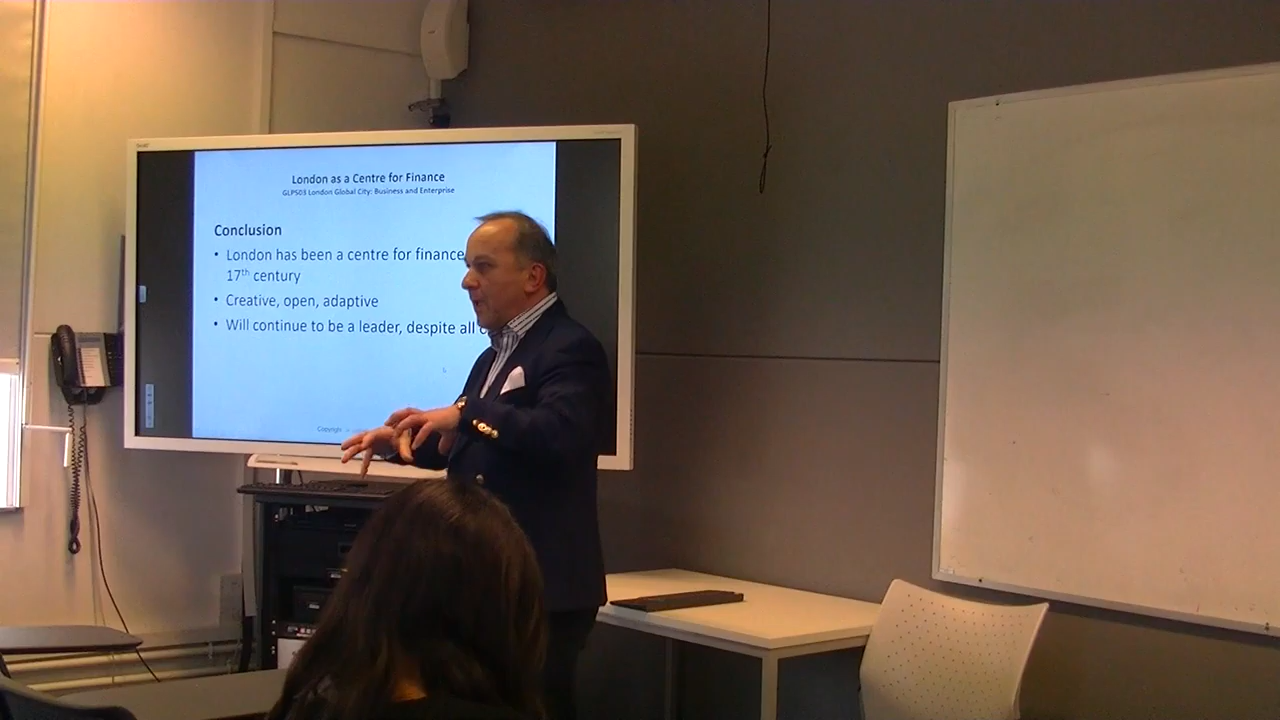 London as a Centre for Finance
GLP503 London Global City: Business and Enterprise
Conclusion
• London has been a centre for finance
17th century
• Creative, open, adaptive
• Will continue to be a leader, despite all
Copyright